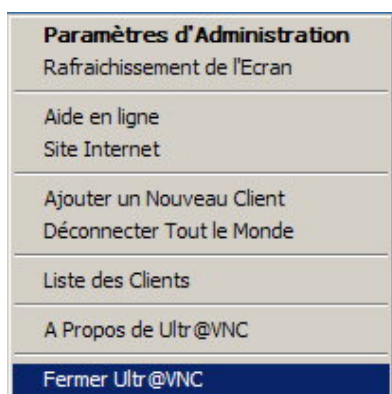 Paramètres d'Administration
Rafraichissement de l'Ecran
Aide en ligne
Site Internet
Ajouter un Nouveau Client
Déconnecter Tout le Monde
Liste des Clients
A Propos de Ultr@VNC
Fermer Ultr@VNC